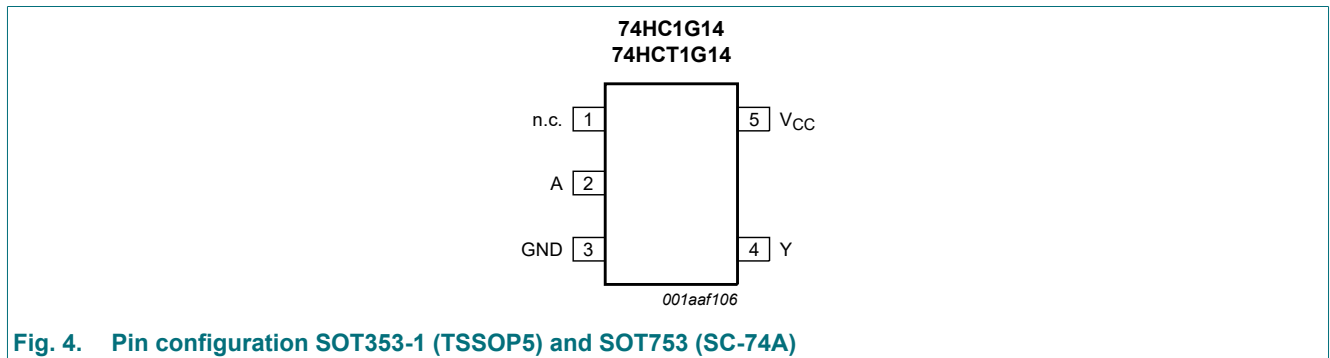 74HC1G14
74HCT1G14
n.c. 1
5 VCC
A 2
GND 3
4 Y
001aaf106
Fig. 4. Pin configuration SOT353-1 (TSSOP5) and SOT753 (SC-74A)